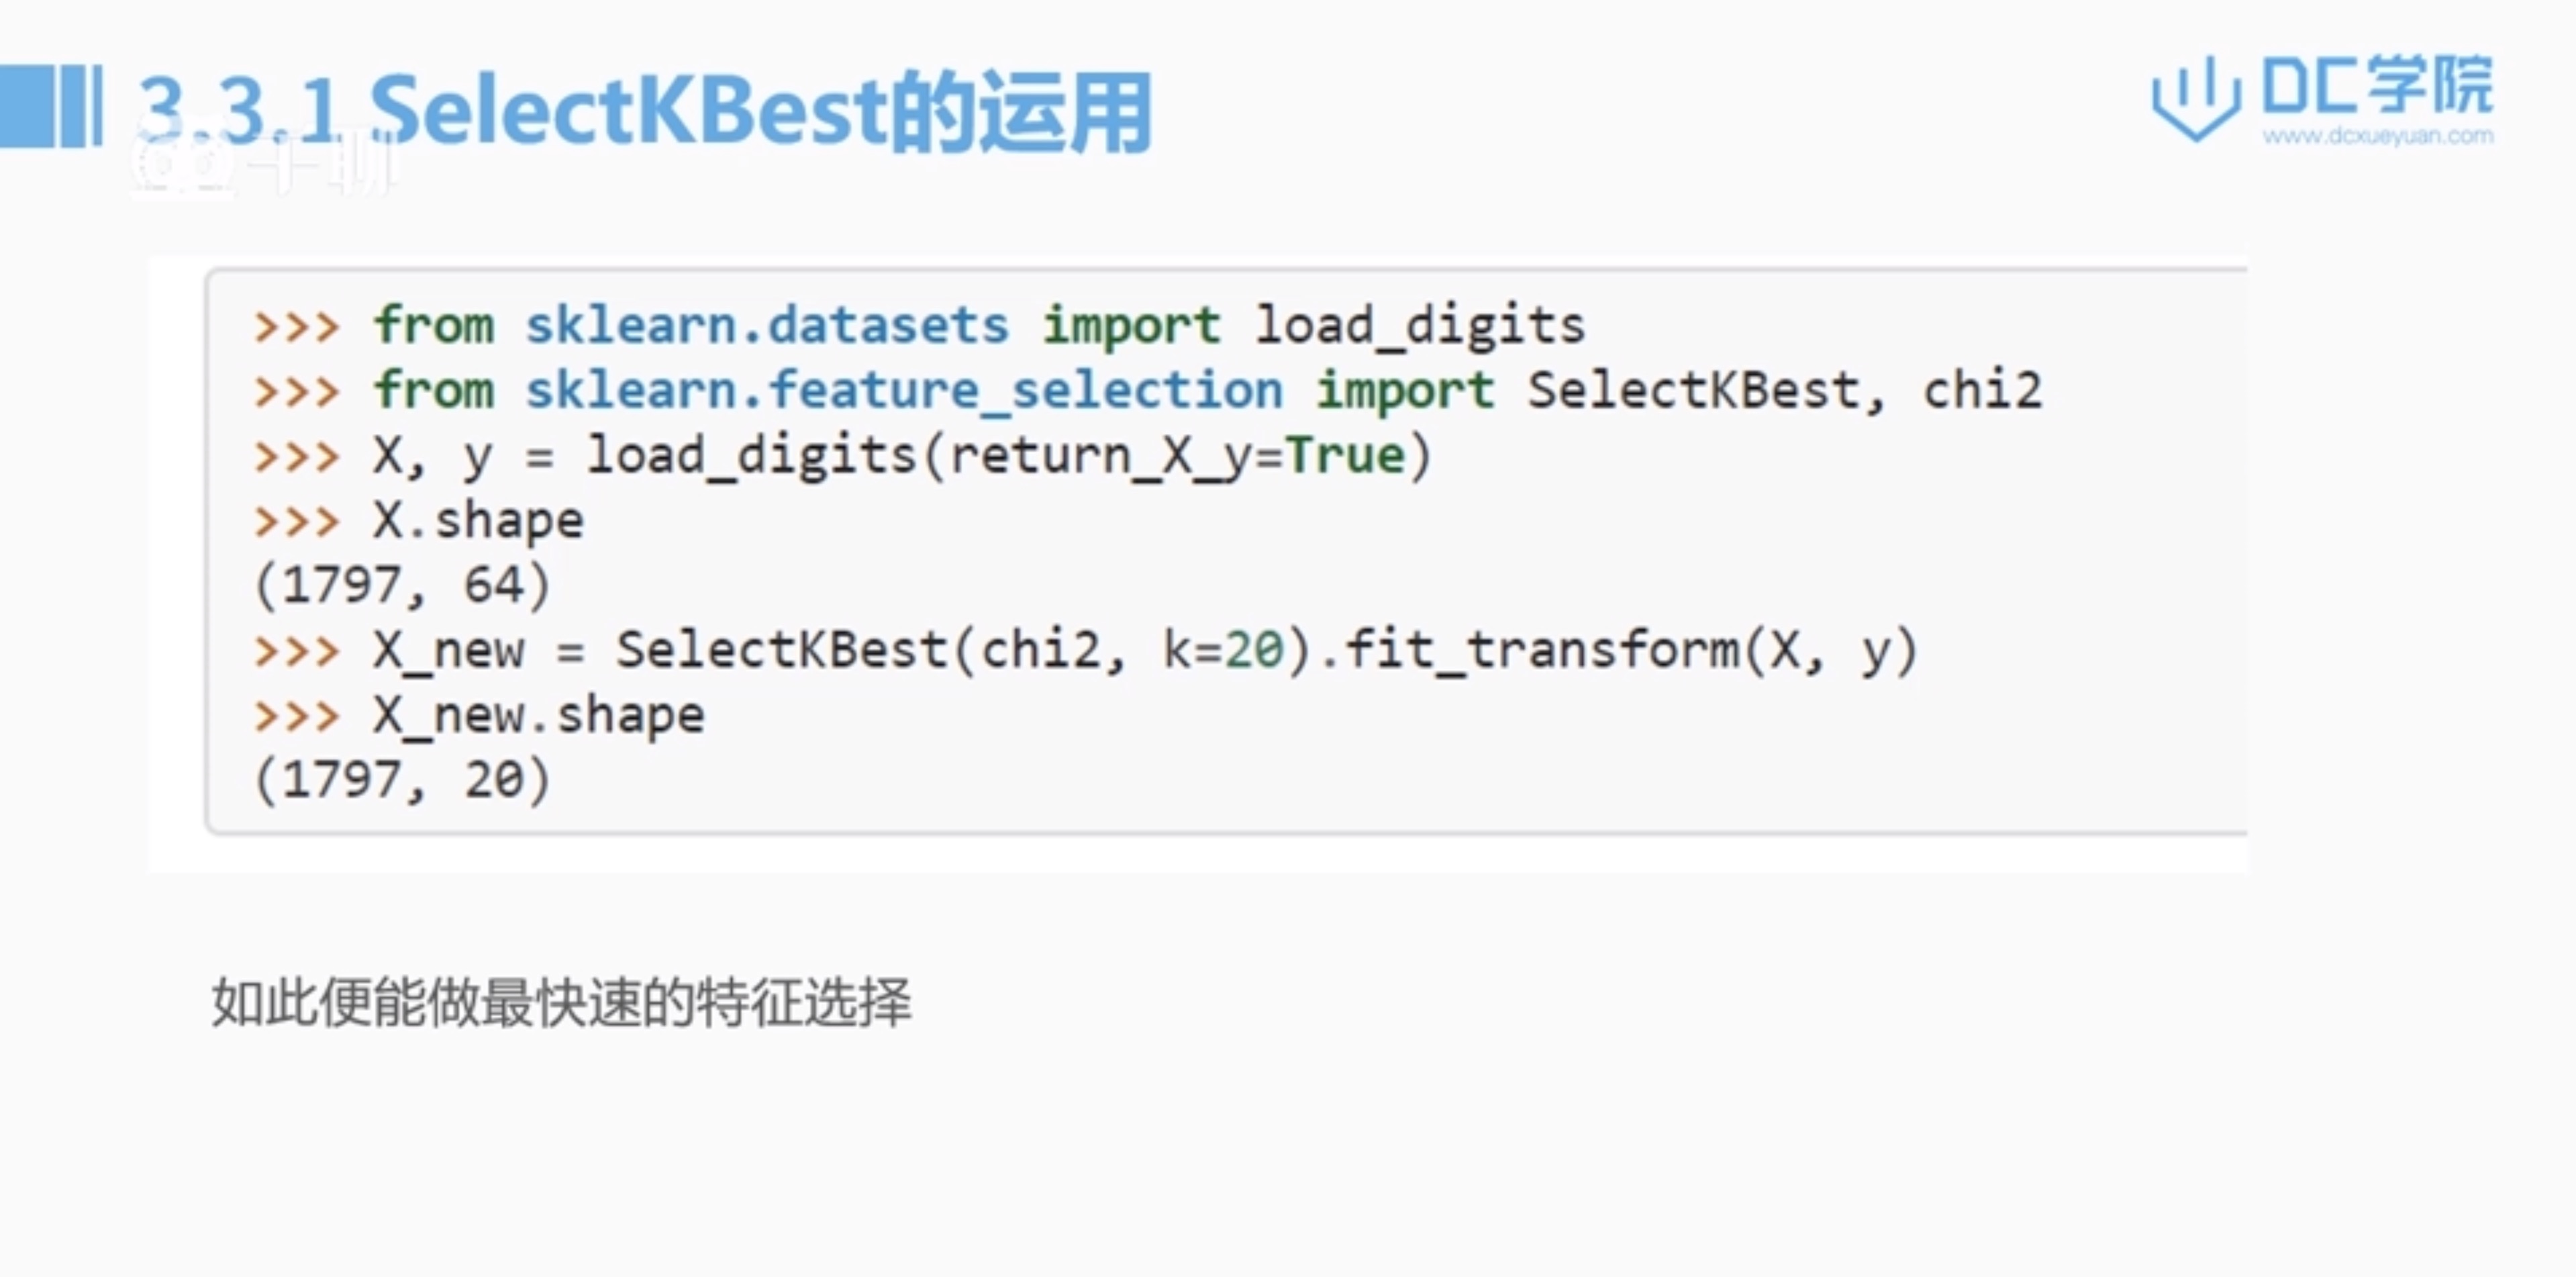 3.3.1 SelectKBest的运用
千聊
DC学院
www.dcxueyuan.com
>>> from sklearn.datasets import load_digits
>>> from sklearn.feature_selection import SelectKBest, chi2
>>> X, y = load_digits(return_X_y=True)
>>> X.shape
(1797, 64)
>>> X_new = SelectKBest(chi2, k=20).fit_transform(X, y)
>>> X_new.shape
(1797, 20)
如此便能做最快速的特征选择